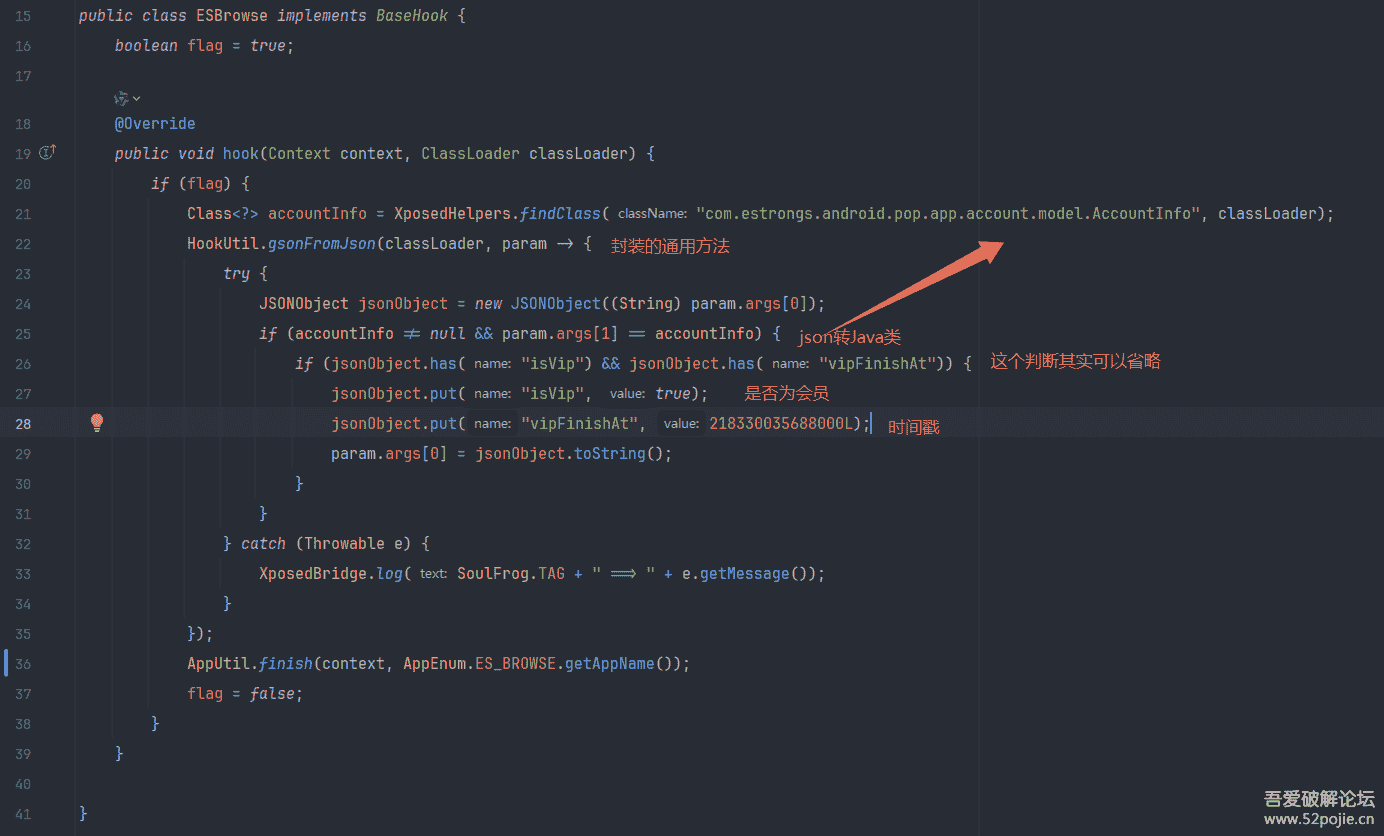 15 public class ESBrowse implements BaseHook {
16 boolean flag = true;
17
18 @Override
19 public void hook(Context context, ClassLoader classLoader) {
20 if (flag) {
21 Class<?> accountInfo = XposedHelpers.findClass( className: "com.estrongs.android.pop.app.account.model.AccountInfo", classLoader);
22 HookUtil.gsonFromJson(classLoader, param -> { 封装的通用方法
23 try {
24 JSONObject jsonObject = new JSONObject((String) param.args[0]);
25 if (accountInfo != null && param.args[1] == accountInfo) { json转Java类
26 if (jsonObject.has( name: "isVip") && jsonObject.has( name: "vipFinishAt")) { 这个判断其实可以省略
27 jsonObject.put( name: "isVip", value: true); 是否为会员
28 jsonObject.put( name: "vipFinishAt", value: 218330035688000L); 时间戳
29 param.args[0] = jsonObject.toString();
30 }
31 }
32 } catch (Throwable e) {
33 XposedBridge.log( text: SoulFrog.TAG + " ===> " + e.getMessage());
34 }
35 });
36 AppUtil.finish(context, AppEnum.ES_BROWSE.getAppName());
37 flag = false;
38 }
39 }
40
41 }
吾爱破解论坛
www.52pojie.cn